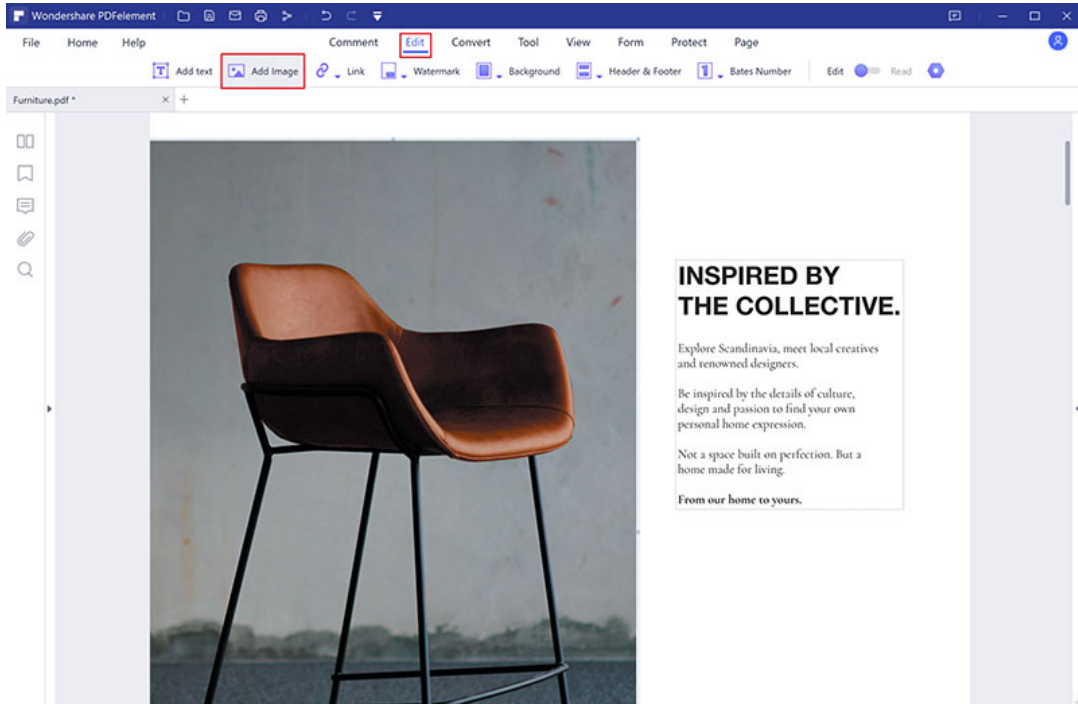 Wondershare PDFelement
File Home Help Comment Edit Convert Tool View Form Protect Page
Add text Add Image Link Watermark Background Header & Footer Bates Number Edit Read
Furniture.pdf *
INSPIRED BY
THE COLLECTIVE.
Explore Scandinavia, meet local creatives
and renowned designers.
Be inspired by the details of culture,
design and passion to find your own
personal home expression.
Not a space built on perfection. But a
home made for living.
From our home to yours.